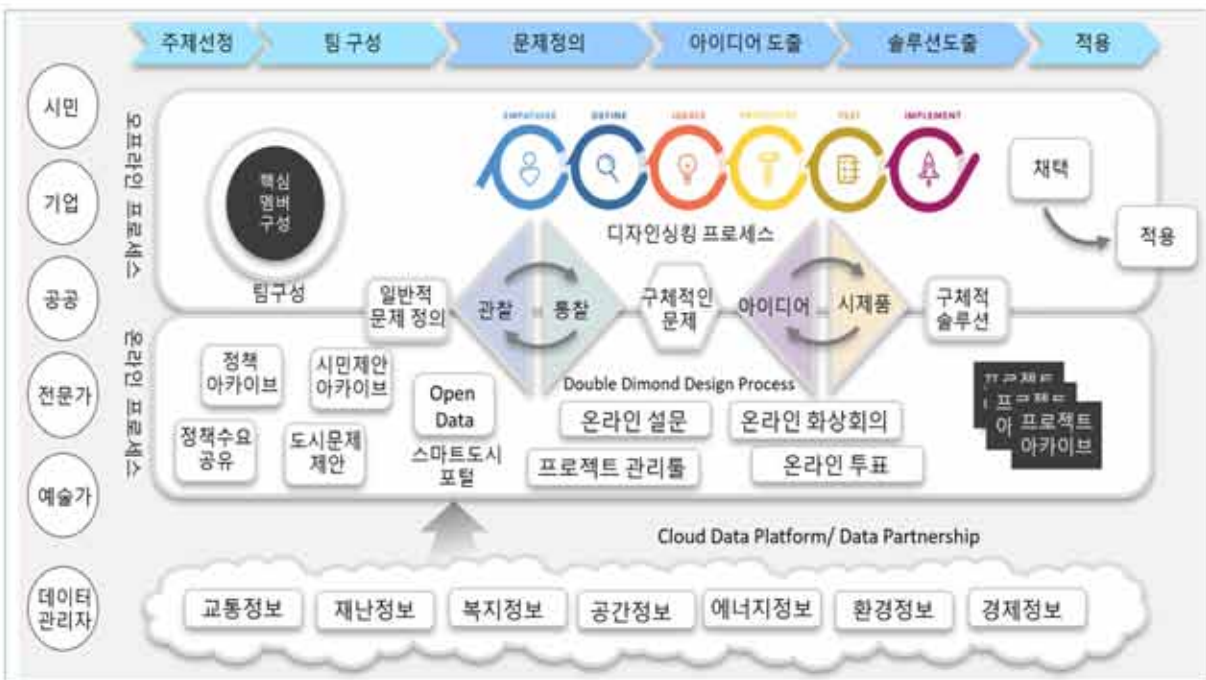 주제선정
팀 구성
문제정의
아이디어 도출
솔루션도출
적용
시민
기업
공공
전문가
예술가
데이터
관리자
오프라인 프로세스
EMPATHISE
DEFINE
IDEATE
PROTOTYPE
TEST
IMPLEMENT
핵심
멤버
구성
팀구성
디자인싱킹 프로세스
채택
적용
일반적
문제 정의
관찰
통찰
구체적인
문제
아이디어
시제품
구체적
솔루션
온라인 프로세스
정책
아카이브
시민제안
아카이브
정책수요
공유
도시문제
제안
Open
Data
스마트도시
포털
Double Dimond Design Process
온라인 설문
온라인 화상회의
프로젝트 관리툴
온라인 투표
프로젝트
프로젝트
프로젝트
아카이브
Cloud Data Platform/ Data Partnership
교통정보
재난정보
복지정보
공간정보
에너지정보
환경정보
경제정보